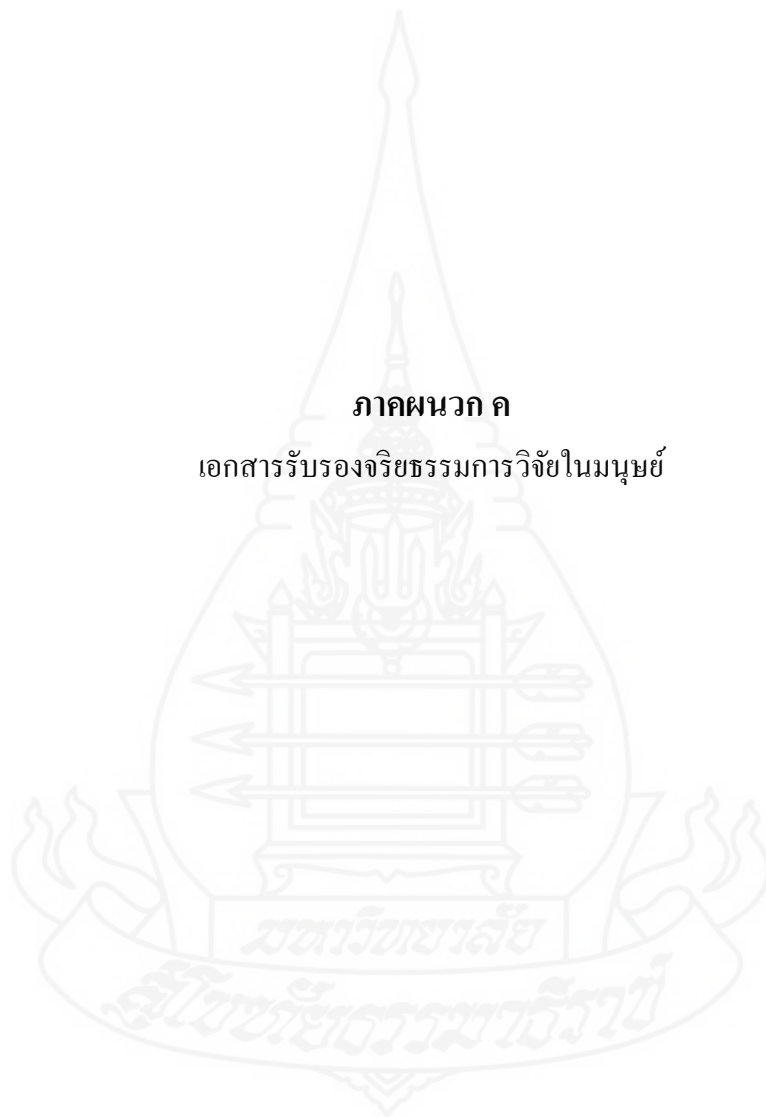 ภาคผนวก ค
เอกสารรับรองจริยธรรมการวิจัยในมนุษย์
มหาวิทยาลัย
สุโขทัยธรรมาธิราช